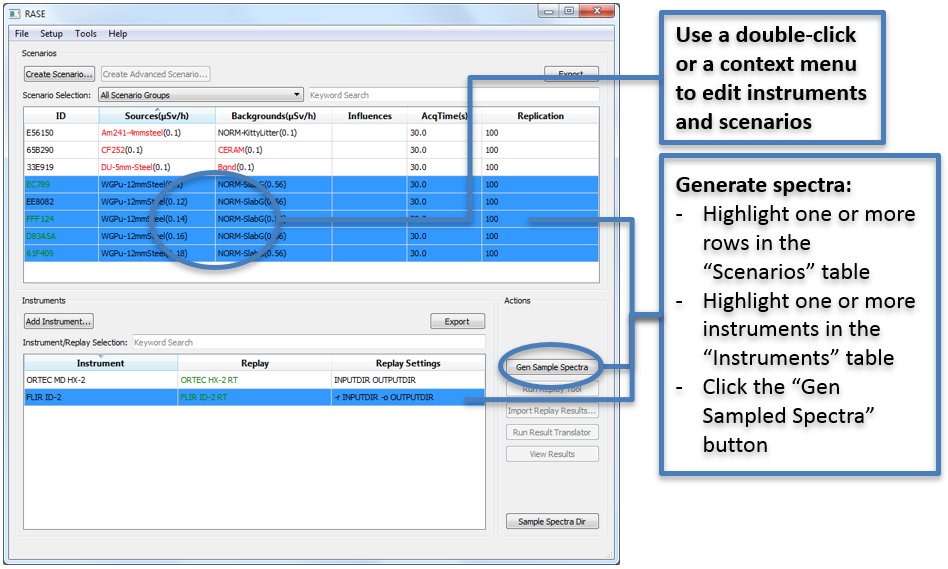 RASE
File Setup Tools Help
Scenarios
Create Scenario... Create Advanced Scenario... Export
Scenario Selection: All Scenario Groups Keyword Search
ID Sources(µSv/h) Backgrounds(µSv/h) Influences AcqTime(s) Replication
E56150 Am241-4mmsteel(0.1) NORM-KittyLitter(0.1) 30.0 100
65B290 CF252(0.1) CERAM(0.1) 30.0 100
33E919 DU-5mm-Steel(0.1) Bgnd(0.1) 30.0 100
EC789 WGPu-12mmSteel(0.1) NORM-SlabG(0.56) 30.0 100
EE8082 WGPu-12mmSteel(0.12) NORM-SlabG(0.56) 30.0 100
FFF124 WGPu-12mmSteel(0.14) 30.0 100
D83A5A WGPu-12mmSteel(0.16) NORM-SlabG(0.56) 30.0 100
61F409 WGPu-12mmSteel(0.18) NORM-SlabG(0.56) 30.0 100
Instruments
Add Instrument... Export
Instrument/Replay Selection: Keyword Search
Instrument Replay Replay Settings
ORTEC MD HX-2 ORTEC HX-2 RT INPUTDIR OUTPUTDIR
FLIR ID-2 FLIR ID-2 RT -r INPUTDIR -o OUTPUTDIR
Actions
Gen Sample Spectra
Run Replay Tool
Import Replay Results...
Run Result Translator
View Results
Sample Spectra Dir
Use a double-click
or a context menu
to edit instruments
and scenarios
Generate spectra:
- Highlight one or more
rows in the
“Scenarios” table
- Highlight one or more
instruments in the
“Instruments” table
- Click the “Gen
Sampled Spectra”
button